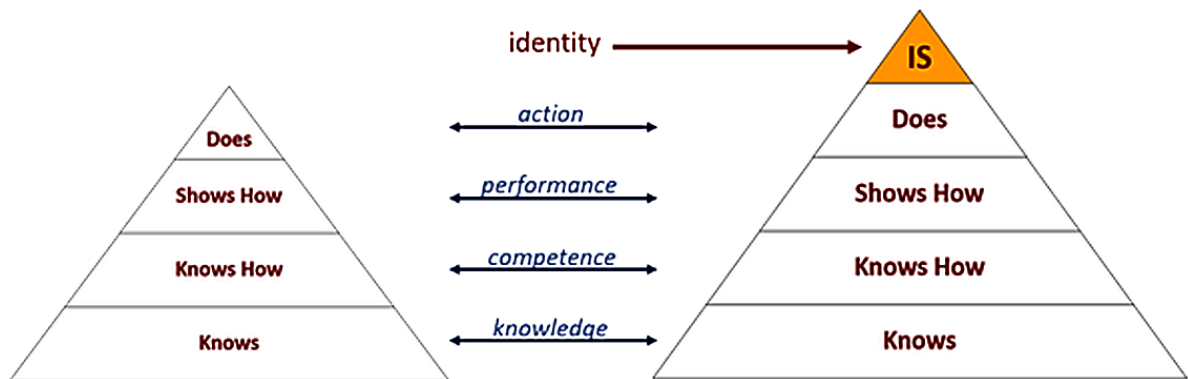 identity
IS
Does
Shows How
Knows How
Knows
action
performance
competence
knowledge
Does
Shows How
Knows How
Knows